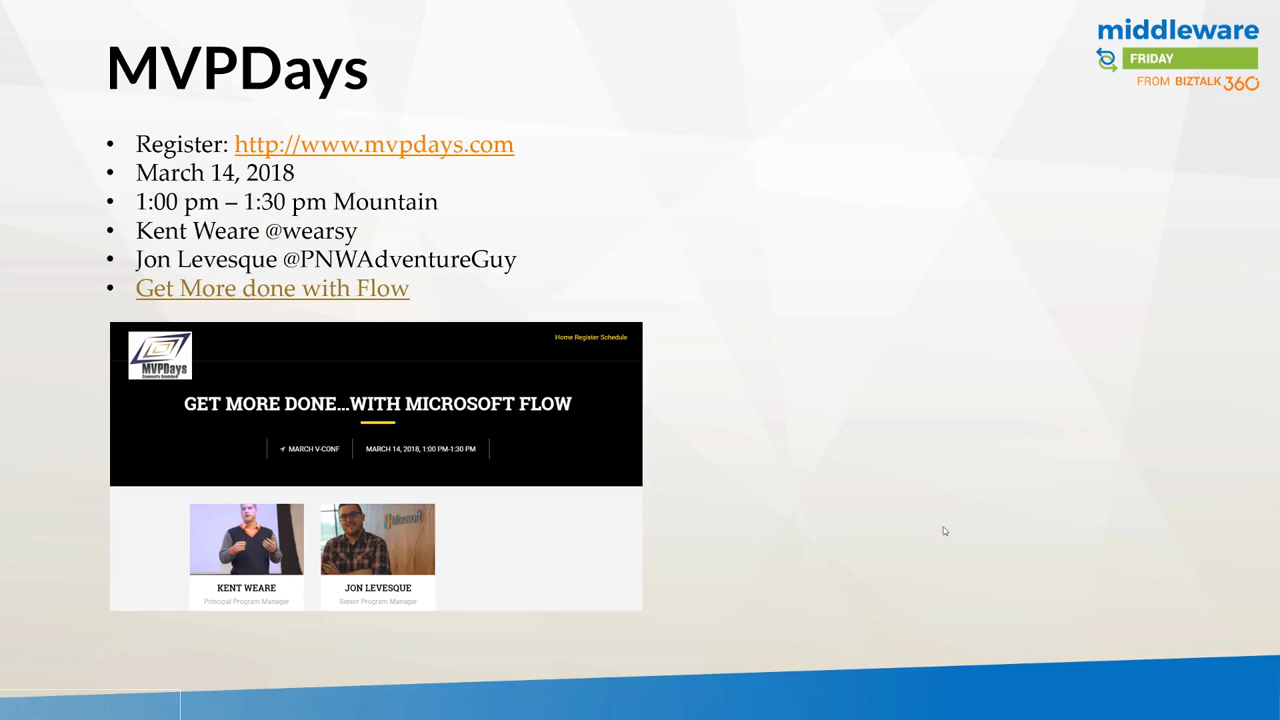 MVPDays
middleware
FRIDAY
FROM BIZTALK 360
• Register: http://www.mvpdays.com
• March 14, 2018
• 1:00 pm – 1:30 pm Mountain
• Kent Weare @wearsy
• Jon Levesque @PNWAdventureGuy
• Get More done with Flow
Home Register Schedule
MVPDays
GET MORE DONE...WITH MICROSOFT FLOW
MARCH V-CONF
MARCH 14, 2018, 1:00 PM-1:30 PM
Microsoft
KENT WEARE
Principal Program Manager
JON LEVESQUE
Senior Program Manager